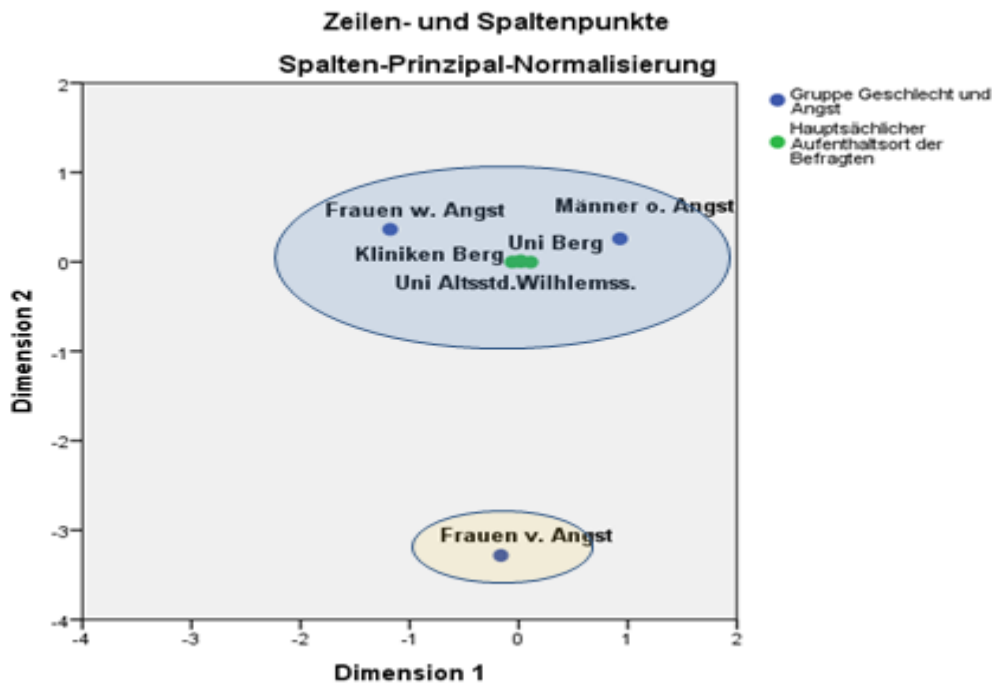 Zeilen- und Spaltenpunkte
Spalten-Prinzipal-Normalisierung
Gruppe Geschlecht und
Angst
Hauptsächlicher
Aufenthaltsort der
Befragten
2
1
0
-1
-2
-3
-4
Dimension 2
Frauen w. Angst
Männer o. Angst
Kliniken Berg
Uni Berg
Uni Altsstd.Wilhlemss.
Frauen v. Angst
-4
-3
-2
-1
0
1
2
Dimension 1